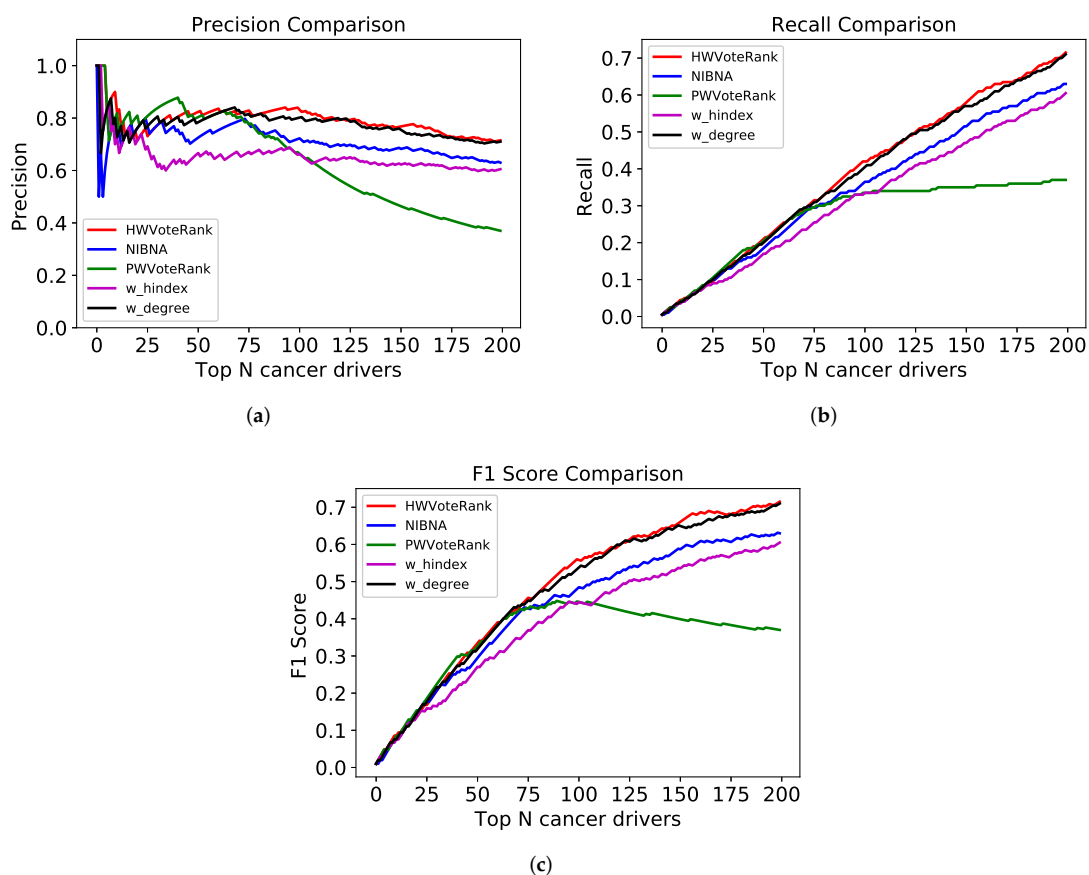 Precision Comparison
Precision
1.0
0.8
0.6
0.4
0.2
0.0
HWVoteRank
NIBNA
PWVoteRank
w_hindex
w_degree
0 25 50 75 100 125 150 175 200
Top N cancer drivers
(a)
Recall Comparison
Recall
0.7
0.6
0.5
0.4
0.3
0.2
0.1
0.0
HWVoteRank
NIBNA
PWVoteRank
w_hindex
w_degree
0 25 50 75 100 125 150 175 200
Top N cancer drivers
(b)
F1 Score Comparison
F1 Score
0.7
0.6
0.5
0.4
0.3
0.2
0.1
0.0
HWVoteRank
NIBNA
PWVoteRank
w_hindex
w_degree
0 25 50 75 100 125 150 175 200
Top N cancer drivers
(c)